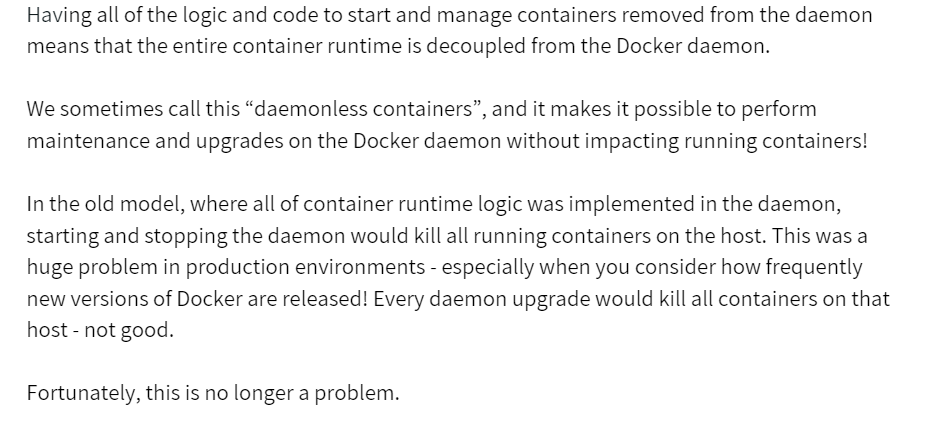 Having all of the logic and code to start and manage containers removed from the daemon
means that the entire container runtime is decoupled from the Docker daemon.
We sometimes call this “daemonless containers”, and it makes it possible to perform
maintenance and upgrades on the Docker daemon without impacting running containers!
In the old model, where all of container runtime logic was implemented in the daemon,
starting and stopping the daemon would kill all running containers on the host. This was a
huge problem in production environments - especially when you consider how frequently
new versions of Docker are released! Every daemon upgrade would kill all containers on that
host - not good.
Fortunately, this is no longer a problem.